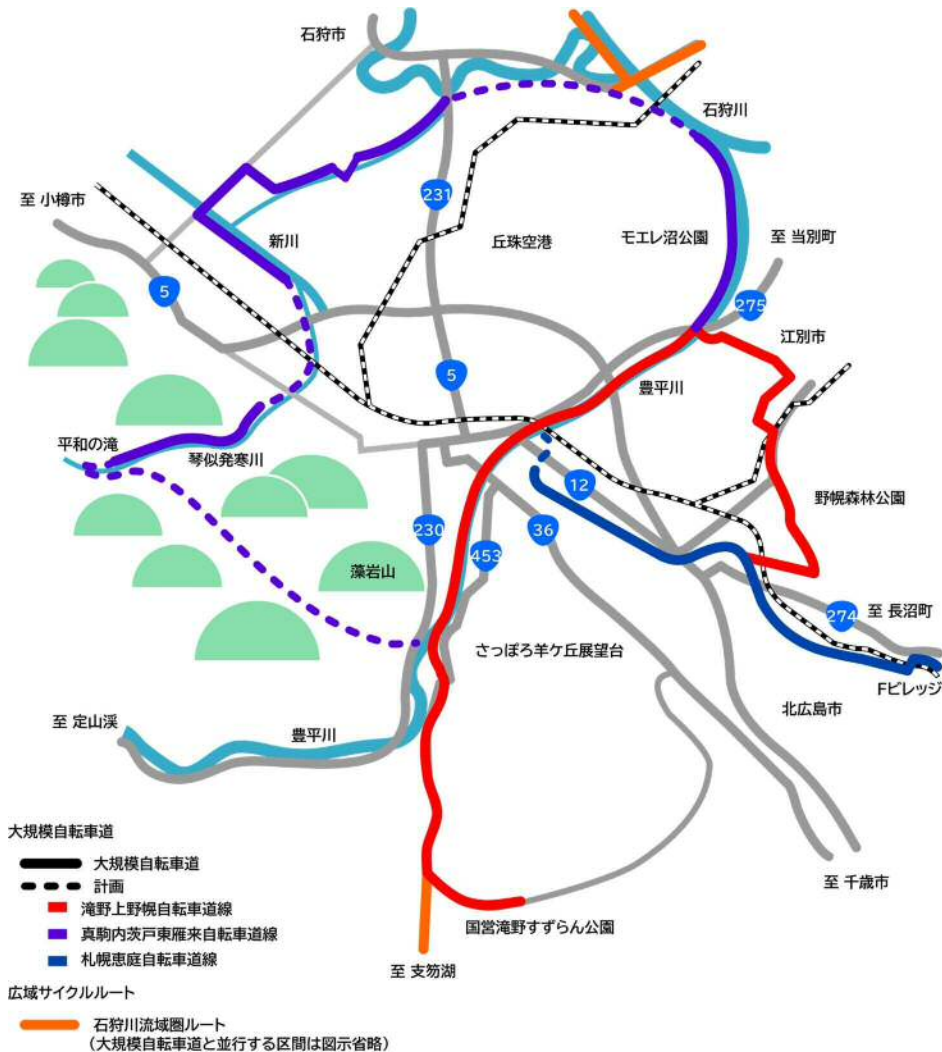 石狩市
石狩川
至 小樽市
231
新川
丘珠空港
モエレ沼公園
至 当別町
5
275
江別市
5
豊平川
平和の滝
琴似発寒川
12
野幌森林公園
230
453
36
藻岩山
274
至 長沼町
さっぽろ羊ケ丘展望台
Fビレッジ
北広島市
至 定山渓
豊平川
大規模自転車道
大規模自転車道
計画
至 千歳市
滝野上野幌自転車道線
国営滝野すずらん公園
真駒内茨戸東雁来自転車道線
札幌恵庭自転車道線
至 支笏湖
広域サイクルルート
石狩川流域圏ルート
(大規模自転車道と並行する区間は図示省略)